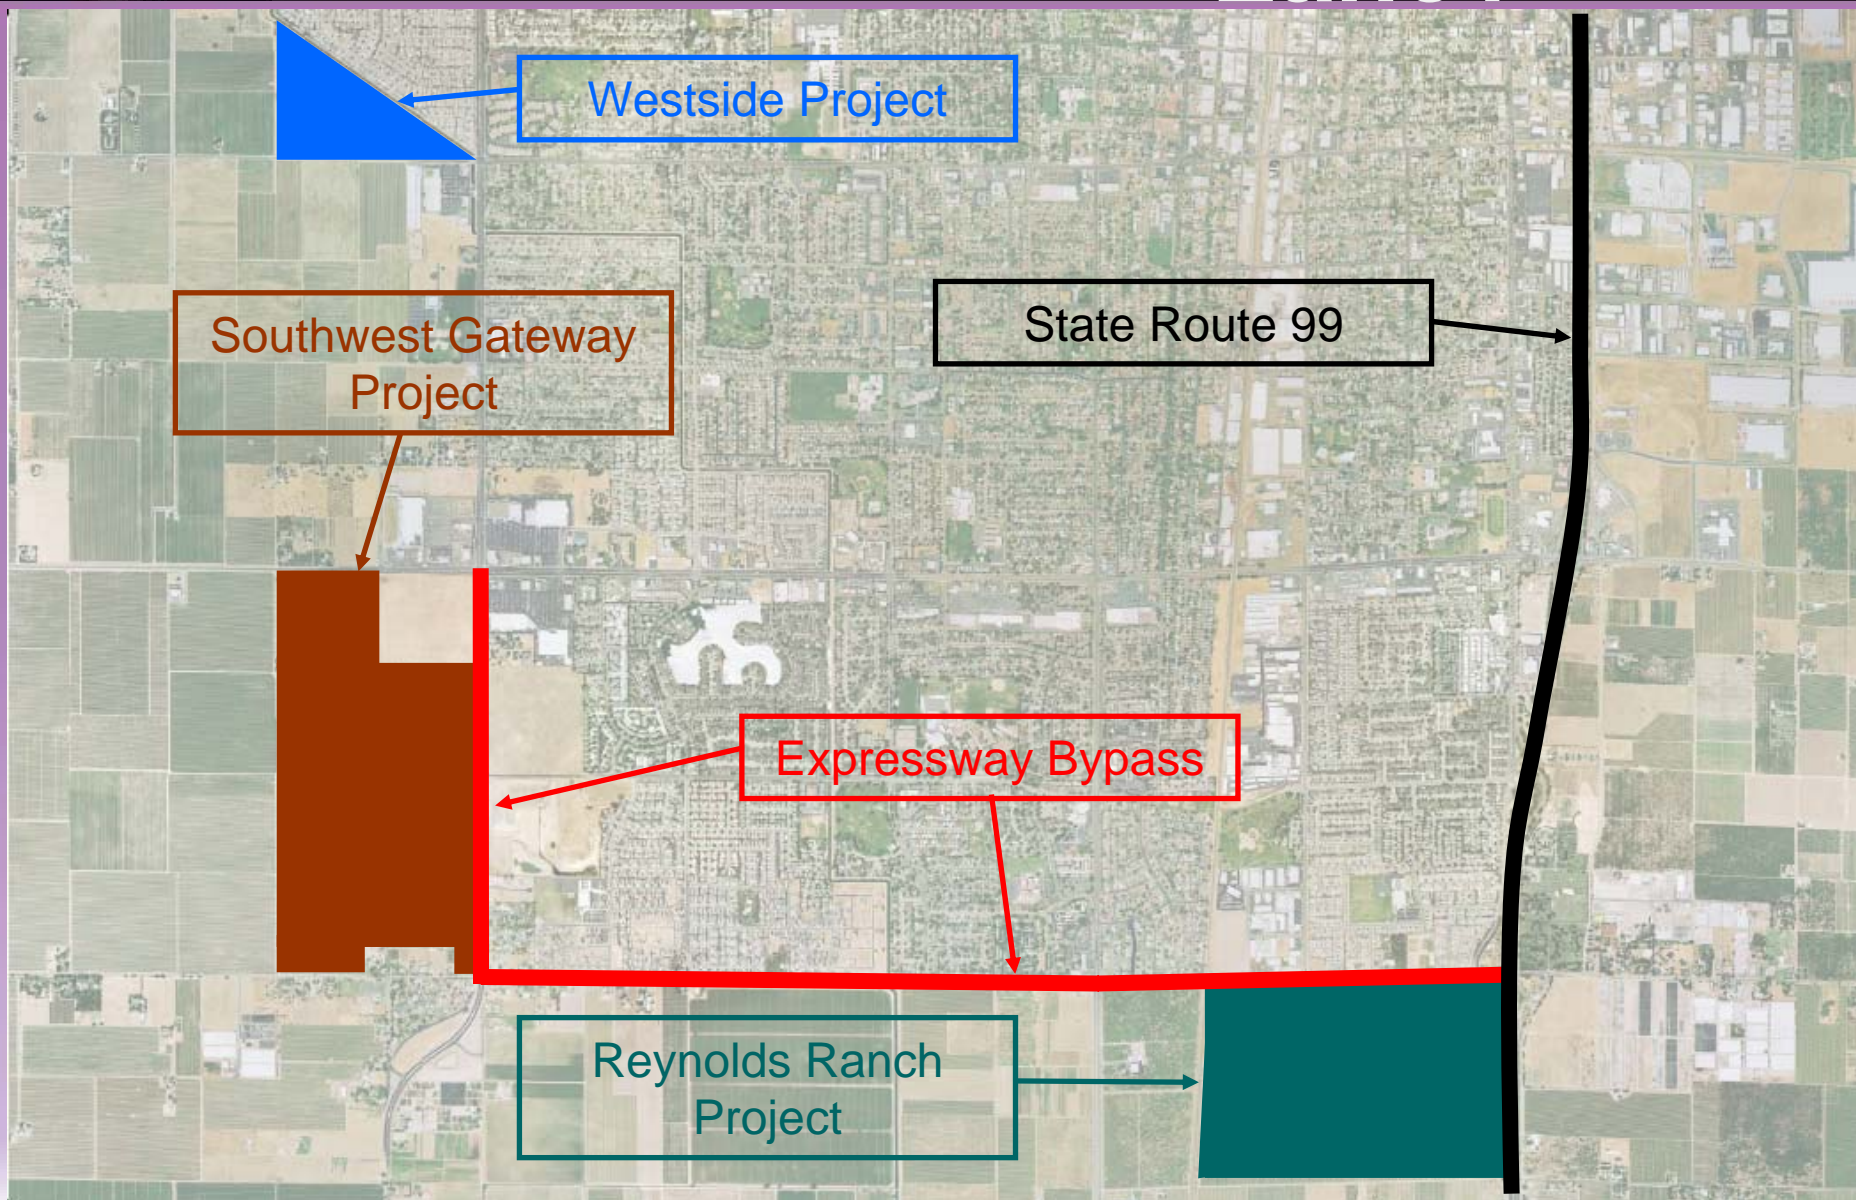 Westside Project
State Route 99
Southwest Gateway
Project
Expressway Bypass
Reynolds Ranch
Project